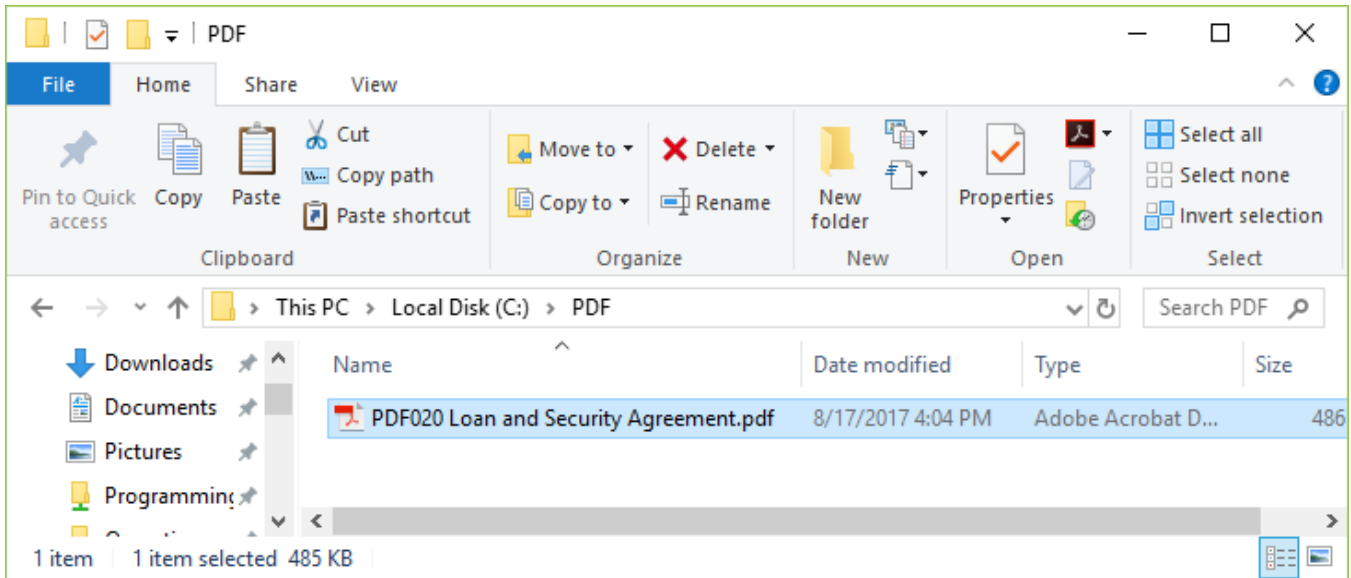 PDF
File Home Share View
Pin to Quick access
Copy
Paste
Cut
Copy path
Paste shortcut
Clipboard
Move to
Copy to
Delete
Rename
Organize
New folder
New
Properties
Open
Select all
Select none
Invert selection
Select
This PC > Local Disk (C:) > PDF
Search PDF
Downloads
Documents
Pictures
Programming
Name Date modified Type Size
PDF020 Loan and Security Agreement.pdf 8/17/2017 4:04 PM Adobe Acrobat D... 486
1 item 1 item selected 485 KB